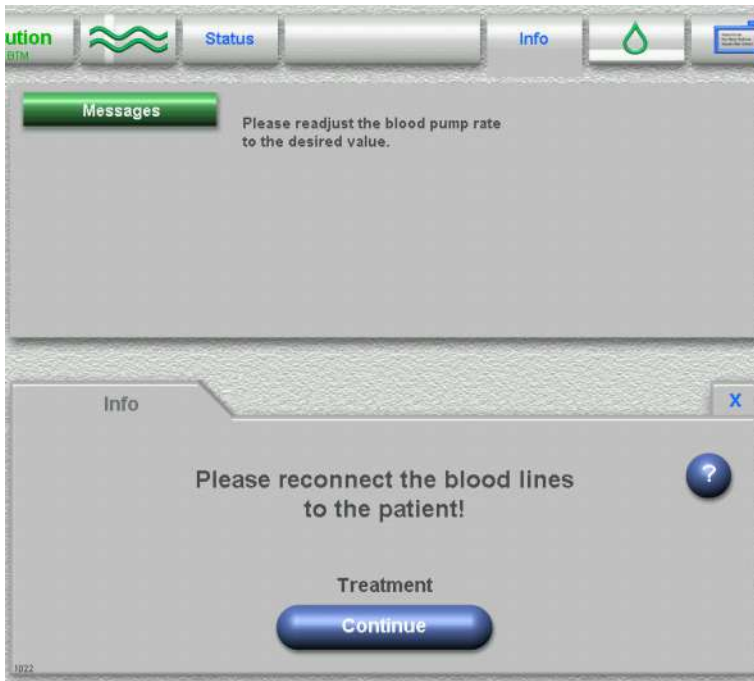 ution
BTM
Status
Info
Messages
Please readjust the blood pump rate
to the desired value.
Info
X
Please reconnect the blood lines
to the patient!
?
Treatment
Continue
1022